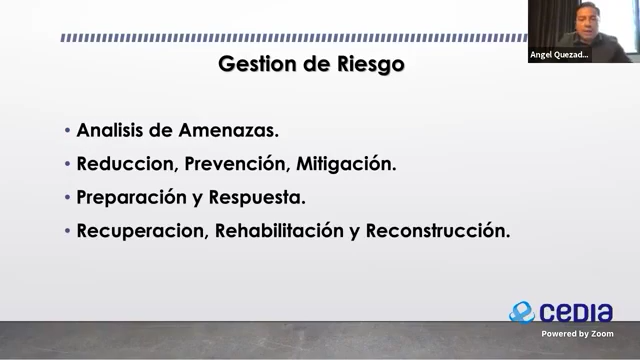 Angel Quezad...
Gestion de Riesgo
• Analisis de Amenazas.
• Reduccion, Prevención, Mitigación.
• Preparación y Respuesta.
• Recuperacion, Rehabilitación y Reconstrucción.
cedia
Powered by Zoom